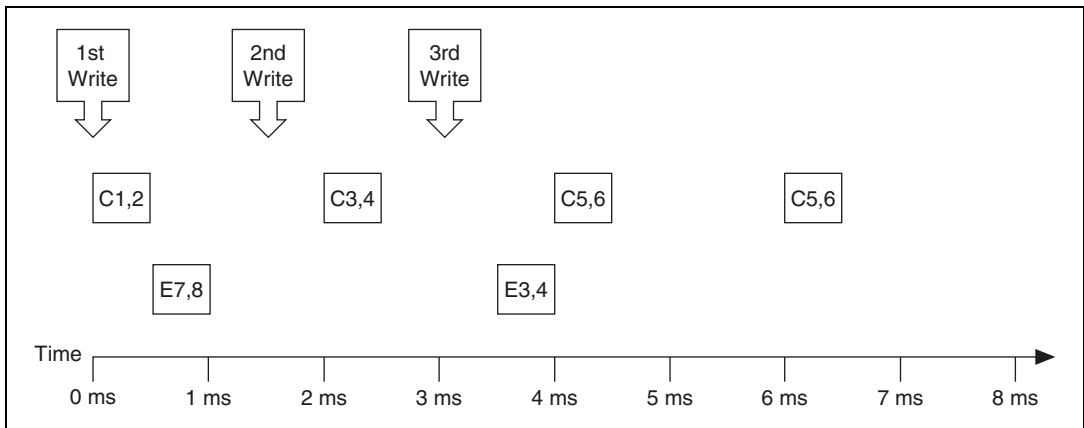 1st
Write
2nd
Write
3rd
Write
C1,2
C3,4
C5,6
C5,6
E7,8
E3,4
Time
0 ms
1 ms
2 ms
3 ms
4 ms
5 ms
6 ms
7 ms
8 ms